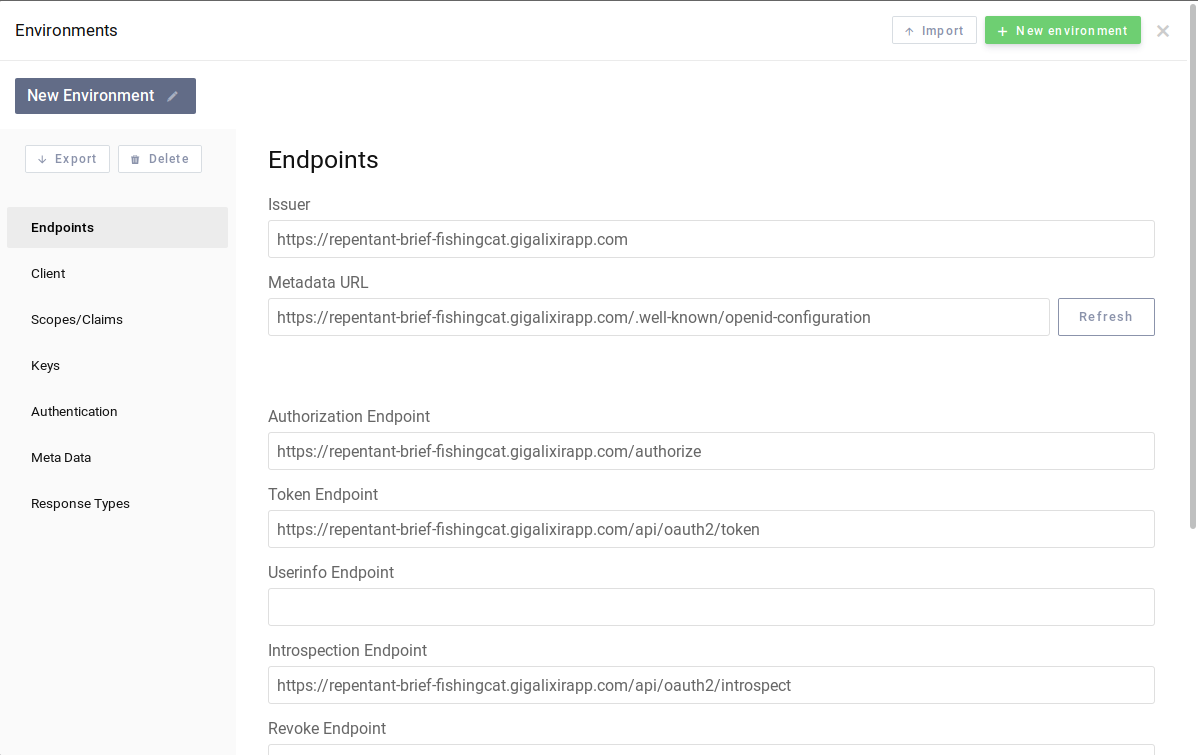 Environments
Import
New environment
New Environment
Export
Delete
Endpoints
Client
Scopes/Claims
Keys
Authentication
Meta Data
Response Types
Endpoints
Issuer
https://repentant-brief-fishingcat.gigalixirapp.com
Metadata URL
https://repentant-brief-fishingcat.gigalixirapp.com/.well-known/openid-configuration
Refresh
Authorization Endpoint
https://repentant-brief-fishingcat.gigalixirapp.com/authorize
Token Endpoint
https://repentant-brief-fishingcat.gigalixirapp.com/api/oauth2/token
Userinfo Endpoint
Introspection Endpoint
https://repentant-brief-fishingcat.gigalixirapp.com/api/oauth2/introspect
Revoke Endpoint